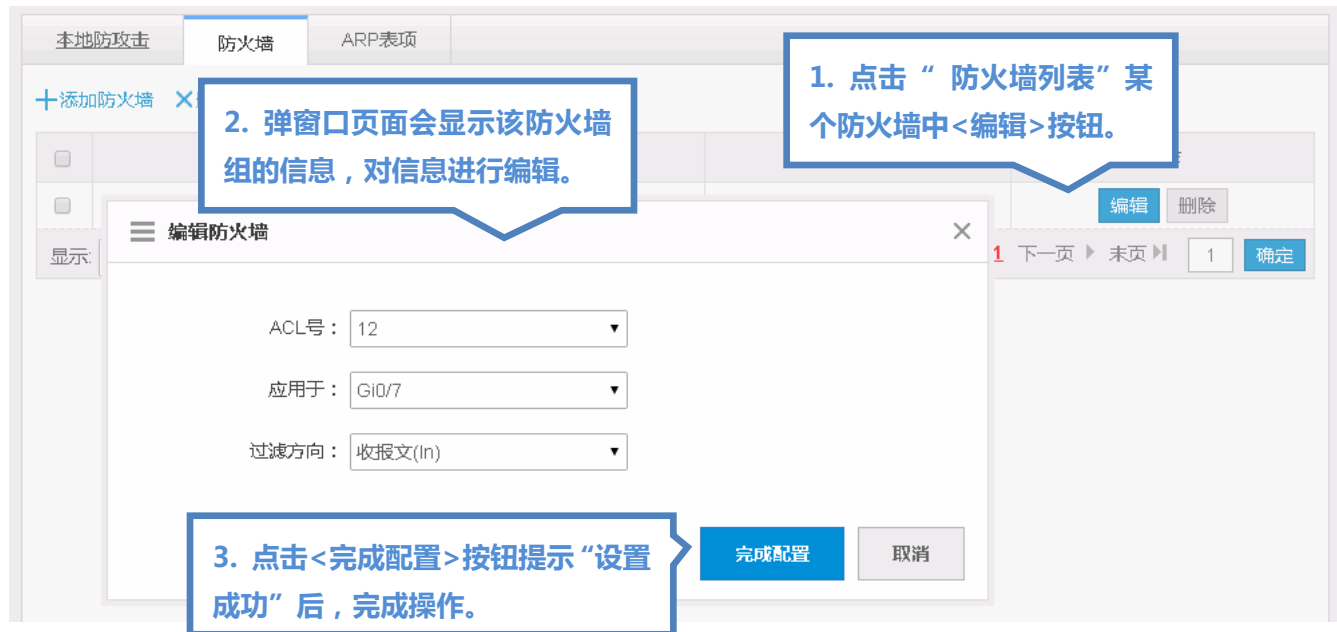 本地防攻击 防火墙 ARP表项
添加防火墙
1. 点击“ 防火墙列表”某
个防火墙中<编辑>按钮。
2. 弹窗口页面会显示该防火墙
组的信息，对信息进行编辑。
编辑 删除
显示: 1 下一页 末页 1 确定
编辑防火墙
ACL号： 12
应用于： Gi0/7
过滤方向： 收报文(In)
3. 点击<完成配置>按钮提示“设置
成功”后，完成操作。
完成配置 取消